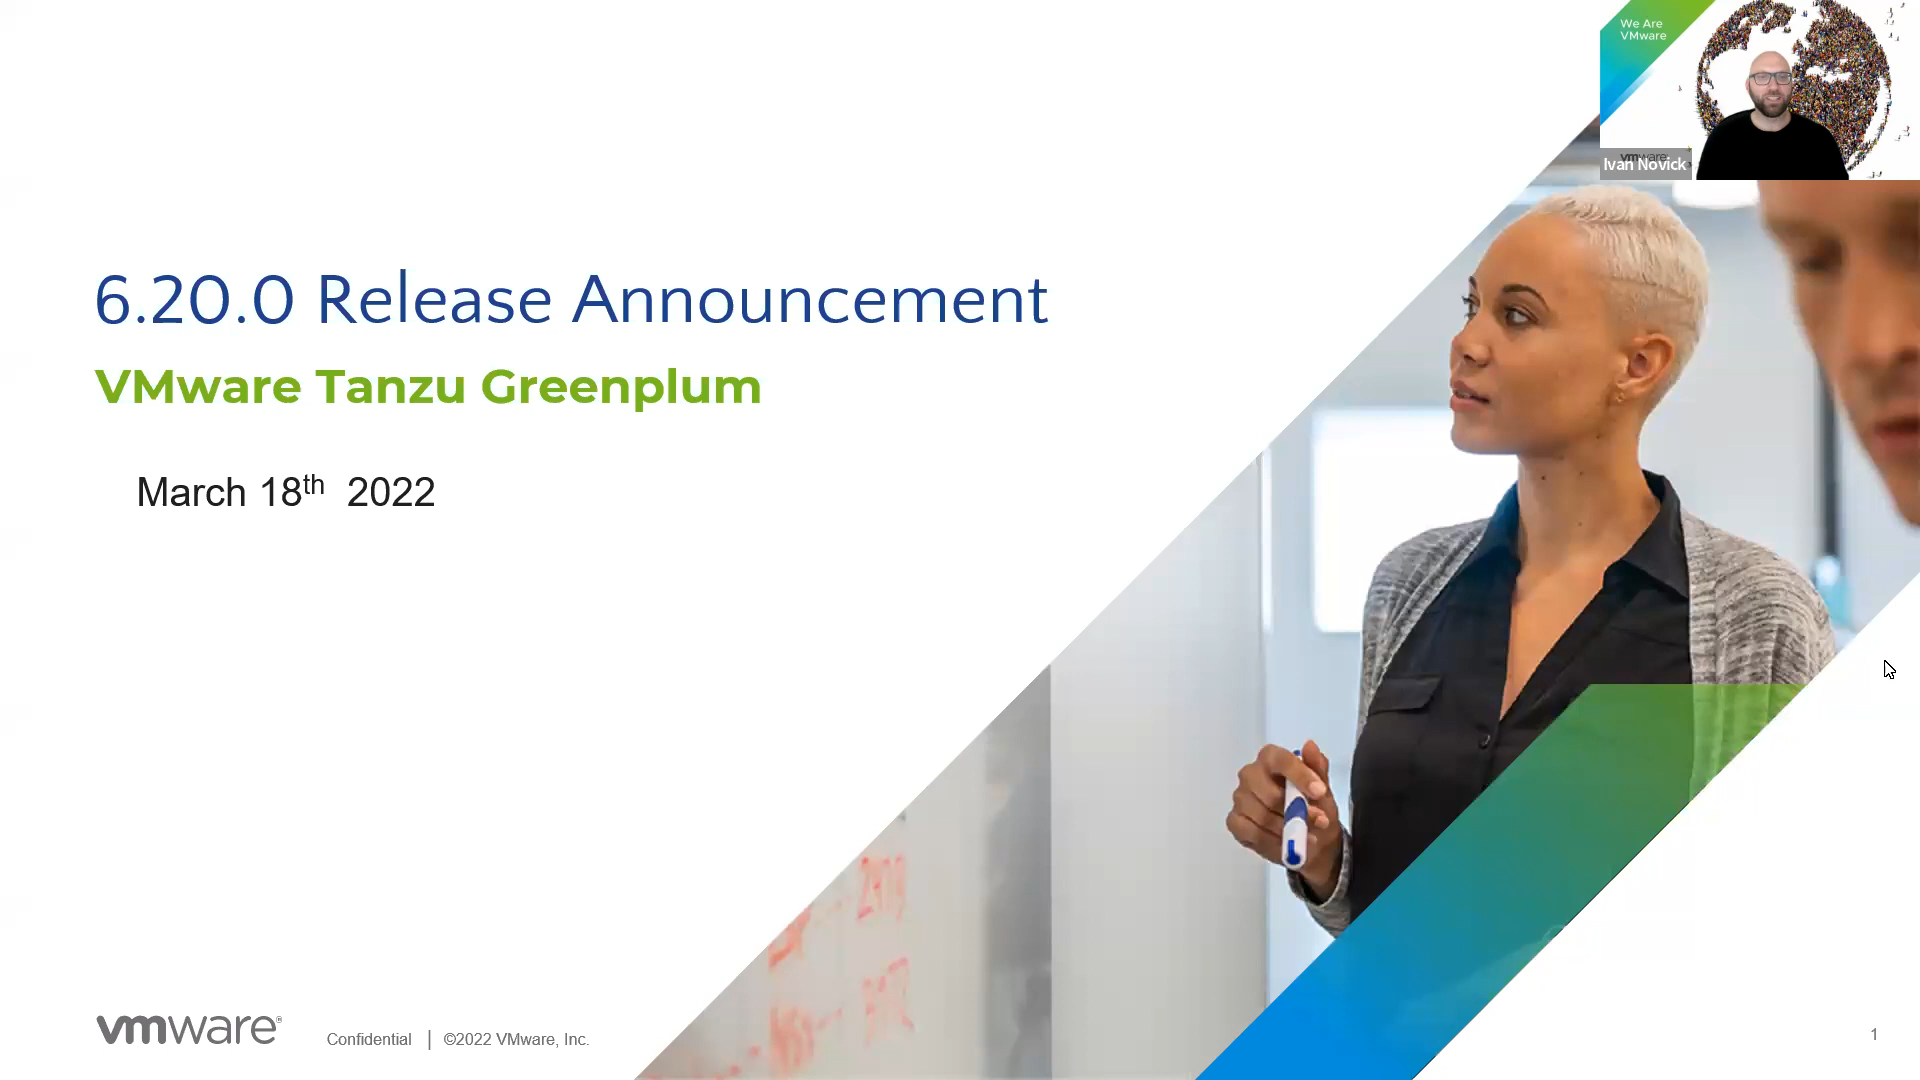 We Are
VMware
Ivan Novick
6.20.0 Release Announcement
VMware Tanzu Greenplum
March 18th 2022
vmware®
Confidential | ©2022 VMware, Inc.
1